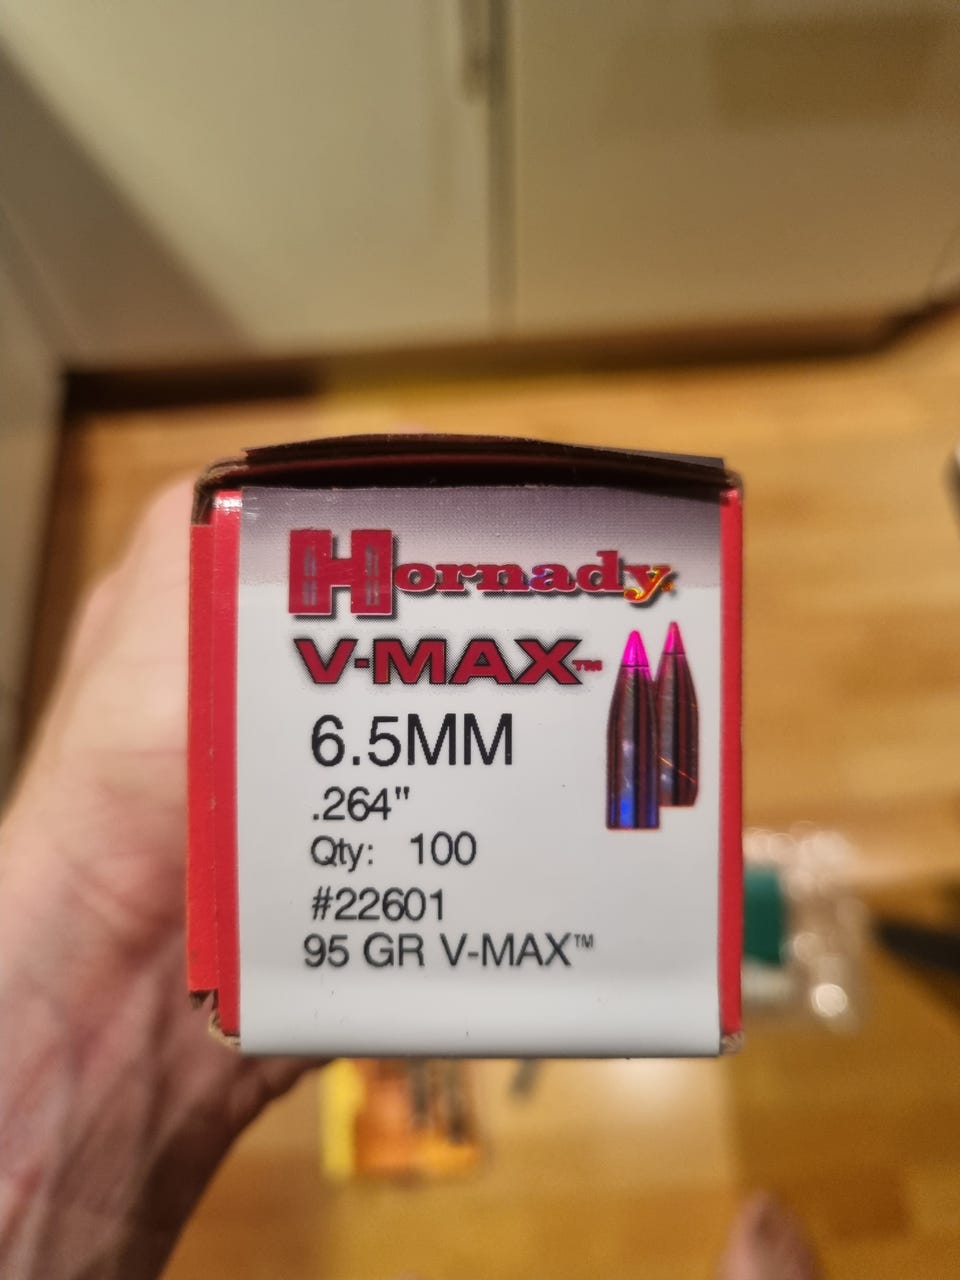 Hornady
V-MAX™
6.5MM
.264"
Qty: 100
#22601
95 GR V-MAX™